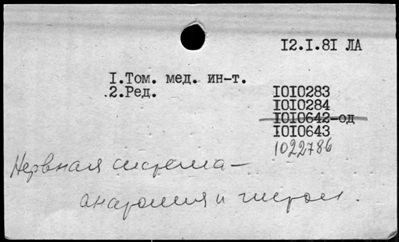 12.I.8I ЛА
I.Том. мед. ин-т.
.2.Ред.
I0I0283
I0I0284
I0I0642-од
I0I0643
1022786
Нервная система -
анатомия и гистол.